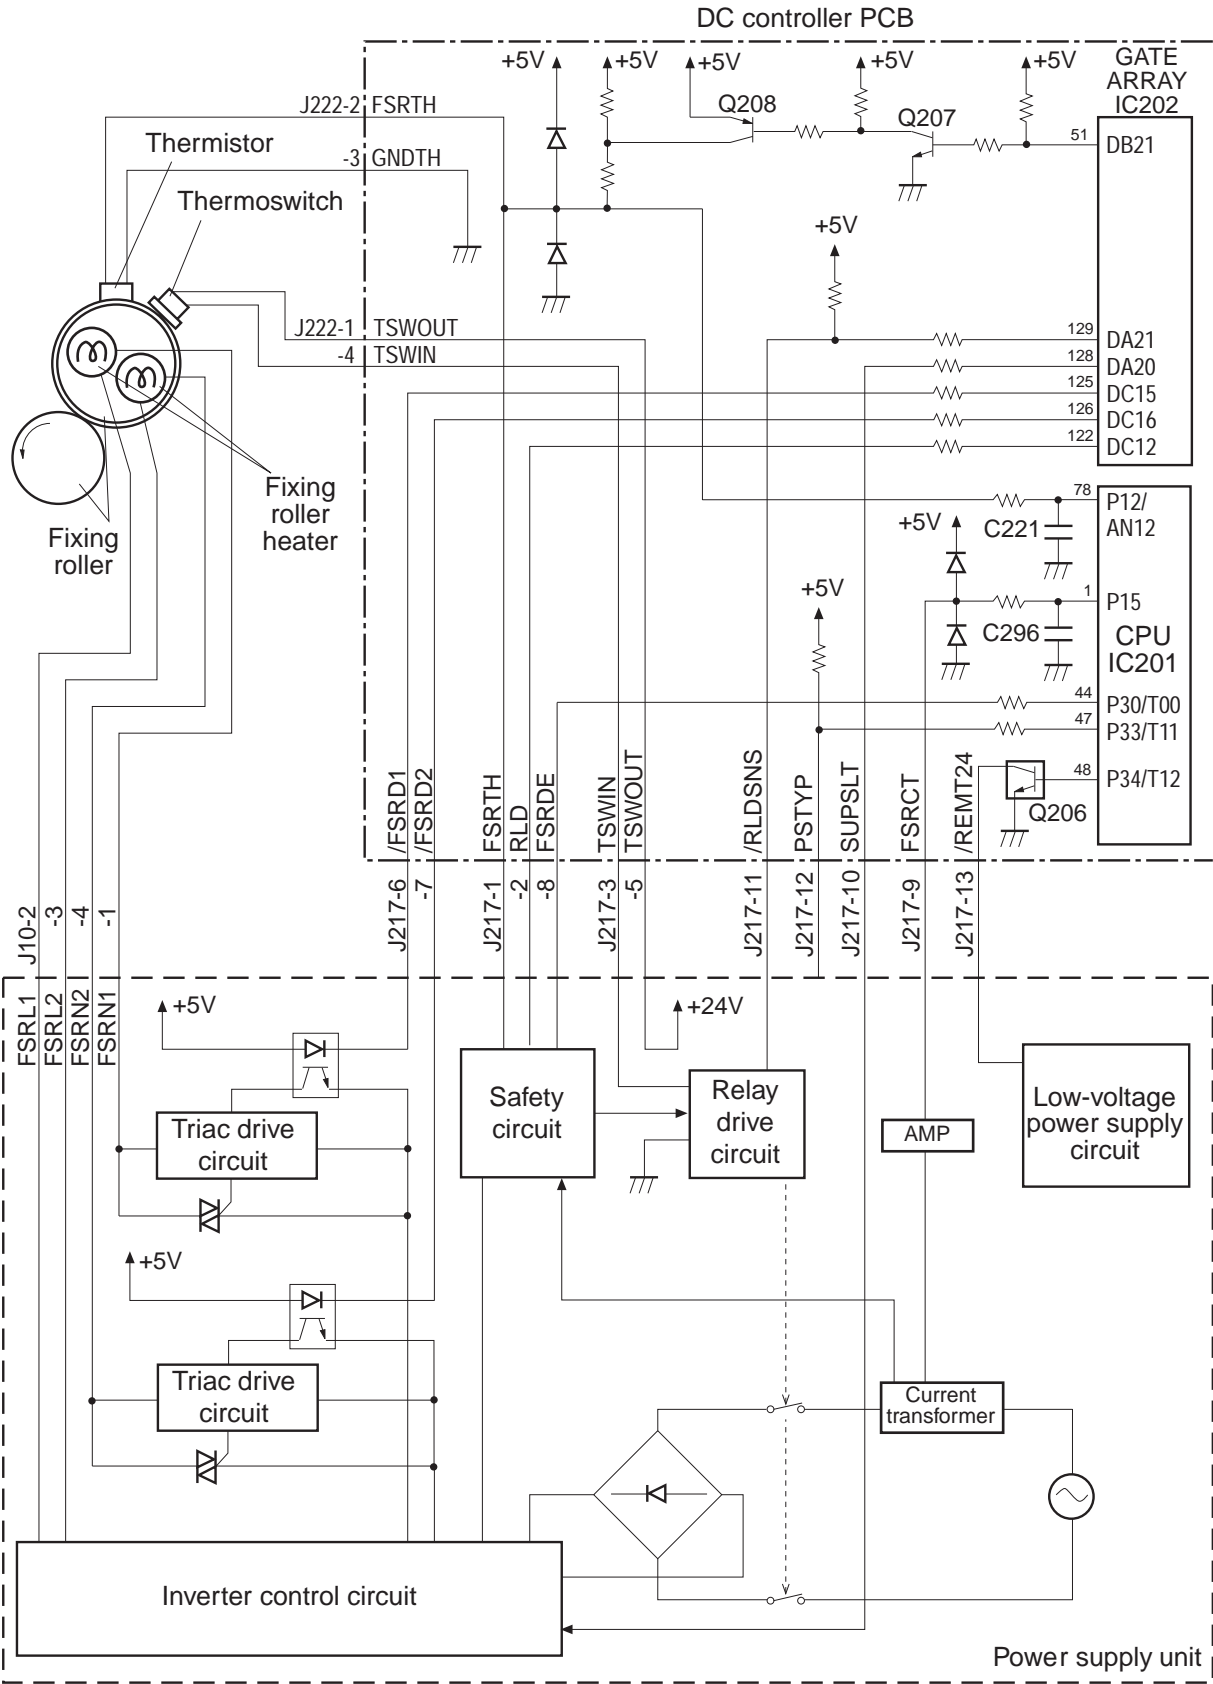 DC controller PCB
+5V
+5V
+5V
+5V
+5V
GATE
ARRAY
IC202
Q208
Q207
J222-2 FSRTH
51
DB21
Thermistor
-3 GNDTH
Thermoswitch
+5V
J222-1 TSWOUT
-4 TSWIN
129
DA21
128
DA20
125
DC15
126
DC16
122
DC12
Fixing
roller
heater
Fixing
roller
78
P12/
AN12
+5V
C221
+5V
1
P15
C296
CPU
IC201
44
P30/T00
47
P33/T11
48
P34/T12
Q206
/FSRD1
/FSRD2
FSRTH
RLD
FSRDE
TSWIN
TSWOUT
/RLDSNS
PSTYP
SUPSLT
FSRCT
/REMT24
J10-2
-3
-4
-1
J217-6
-7
J217-1
-2
-8
J217-3
-5
J217-11
J217-12
J217-10
J217-9
J217-13
FSRL1
FSRL2
FSRN2
FSRN1
+5V
+24V
Safety
circuit
Relay
drive
circuit
Low-voltage
power supply
circuit
Triac drive
circuit
AMP
+5V
Triac drive
circuit
Current
transformer
Inverter control circuit
Power supply unit